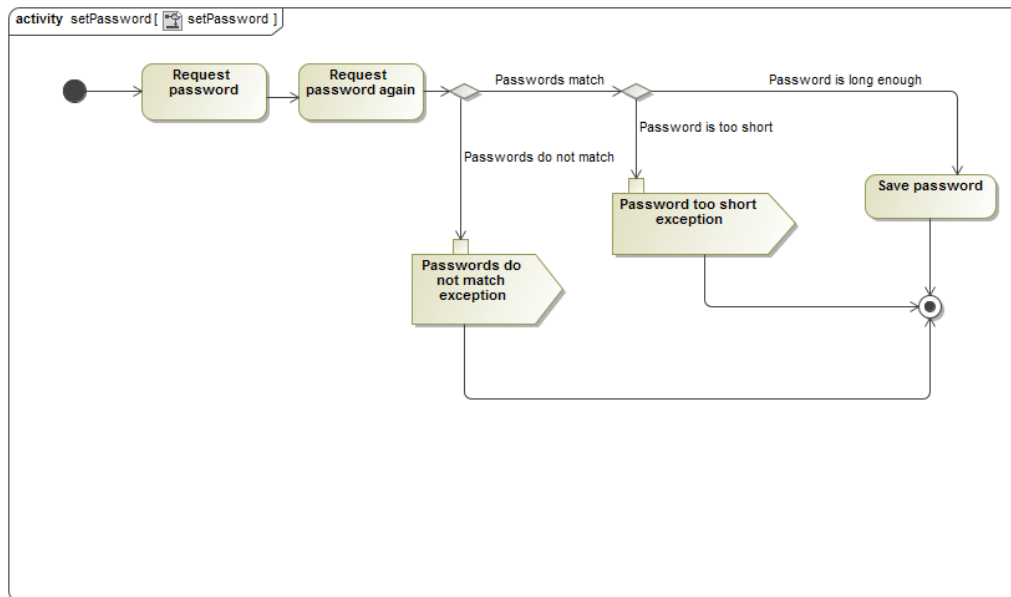 activity setPassword [ setPassword ]
Request
password
Request
password again
Passwords match
Password is long enough
Password is too short
Passwords do not match
Save password
Password too short
exception
Passwords do
not match
exception